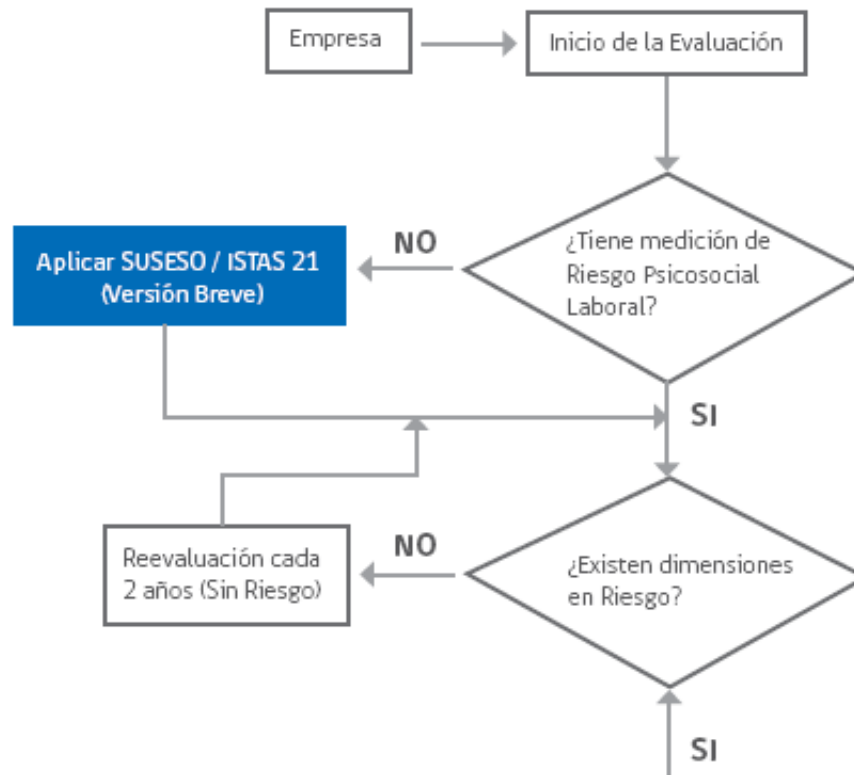 Empresa
Inicio de la Evaluación
¿Tiene medición de
Riesgo Psicosocial
Laboral?
NO
Aplicar SUSESO / ISTAS 21
(Versión Breve)
SI
¿Existen dimensiones
en Riesgo?
NO
Reevaluación cada
2 años (Sin Riesgo)
SI